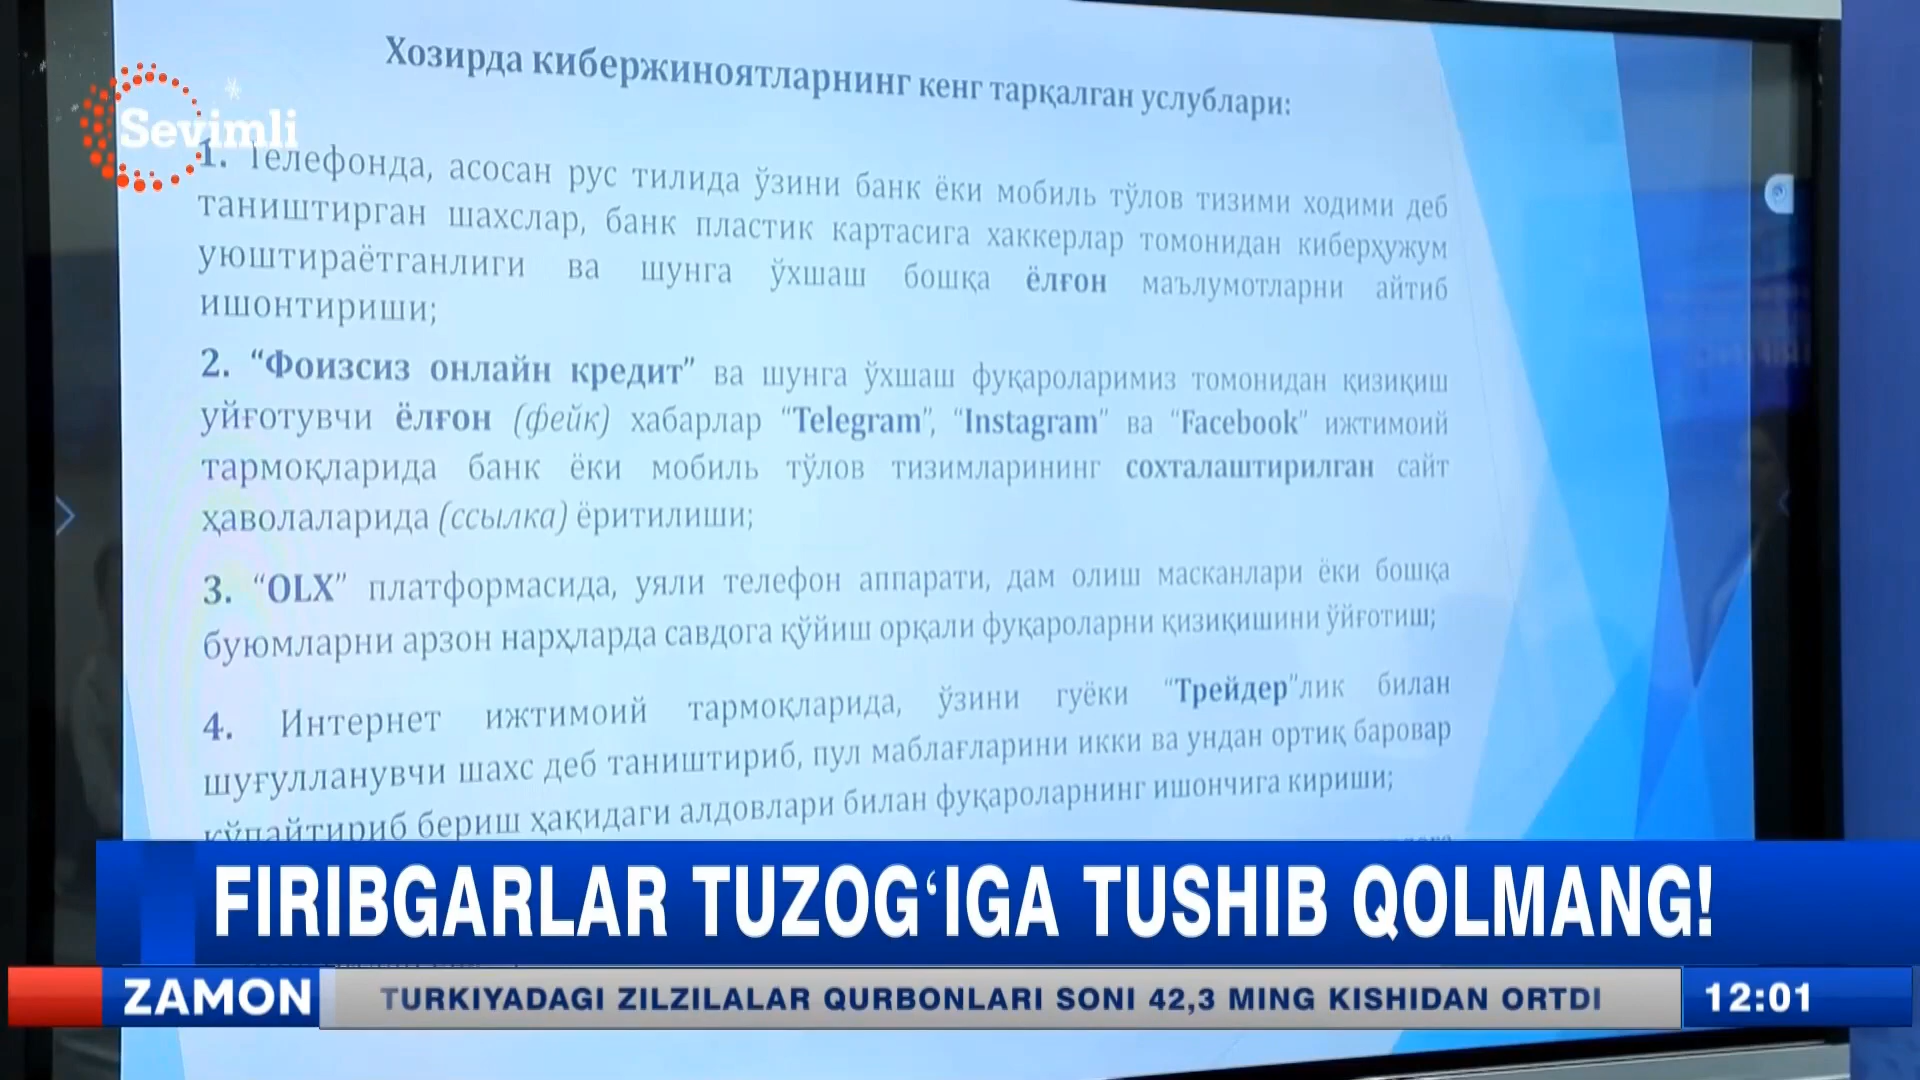 Хозирда кибержиноятларнинг кенг тарқалган услублари:
Sevimli
1. Телефонда, асосан рус тилида ўзини банк ёки мобиль тўлов тизими ходими деб
таништирган шахслар, банк пластик картасига хаккерлар томонидан киберҳужум
уюштираётганлиги ва шунга ўхшаш бошқа ёлғон маълумотларни айтиб
ишонтириши;
2. “Фоизсиз онлайн кредит” ва шунга ўхшаш фуқароларимиз томонидан қизиқиш
уйғотувчи ёлғон (фейк) хабарлар “Telegram”, “Instagram” ва “Facebook” ижтимоий
тармоқларида банк ёки мобиль тўлов тизимларининг сохталаштирилган сайт
ҳаволаларида (ссылка) ёритилиши;
3. “OLX” платформасида, уяли телефон аппарати, дам олиш масканлари ёки бошқа
буюмларни арзон нарҳларда савдога қўйиш орқали фуқароларни қизиқишини ўйғотиш;
4. Интернет ижтимоий тармоқларида, ўзини гуёки “Трейдер”лик билан
шуғулланувчи шахс деб таништириб, пул маблағларини икки ва ундан ортиқ баровар
кўпайтириб бериш ҳақидаги алдовлари билан фуқароларнинг ишончига кириши;
FIRIBGARLAR TUZOG‘IGA TUSHIB QOLMANG!
ZAMON TURKIYADAGI ZILZILALAR QURBONLARI SONI 42,3 MING KISHIDAN ORTDI 12:01